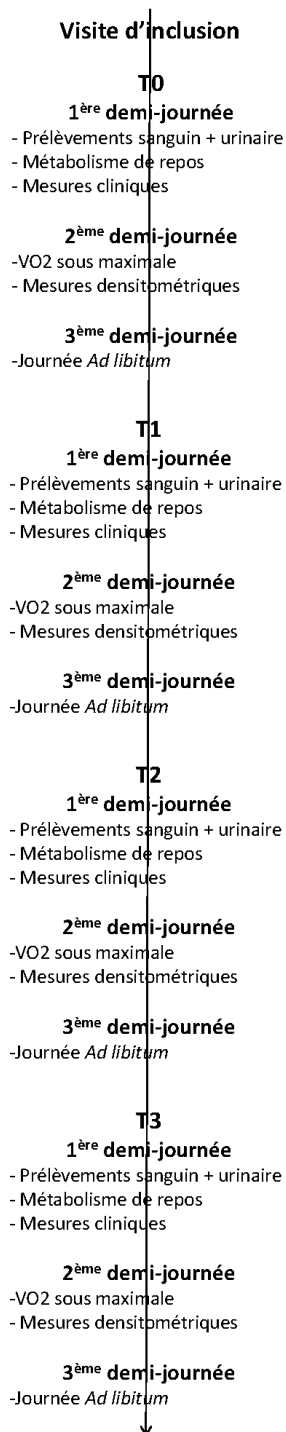 Visite d'inclusion
T0
1ère demi-journée
- Prélèvements sanguin + urinaire
- Métabolisme de repos
- Mesures cliniques
2ème demi-journée
-VO2 sous maximale
- Mesures densitométriques
3ème demi-journée
-Journée Ad libitum
T1
1ère demi-journée
- Prélèvements sanguin + urinaire
- Métabolisme de repos
- Mesures cliniques
2ème demi-journée
-VO2 sous maximale
- Mesures densitométriques
3ème demi-journée
-Journée Ad libitum
T2
1ère demi-journée
- Prélèvements sanguin + urinaire
- Métabolisme de repos
- Mesures cliniques
2ème demi-journée
-VO2 sous maximale
- Mesures densitométriques
3ème demi-journée
-Journée Ad libitum
T3
1ère demi-journée
- Prélèvements sanguin + urinaire
- Métabolisme de repos
- Mesures cliniques
2ème demi-journée
-VO2 sous maximale
- Mesures densitométriques
3ème demi-journée
-Journée Ad libitum